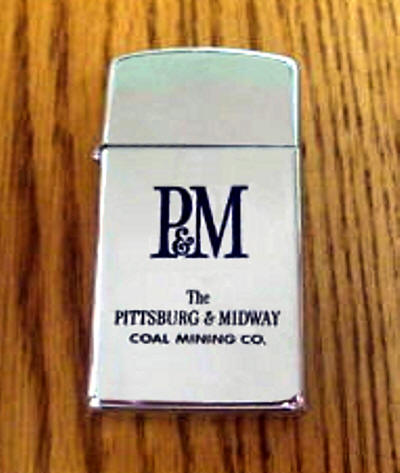 P&M
The
PITTSBURG & MIDWAY
COAL MINING CO.